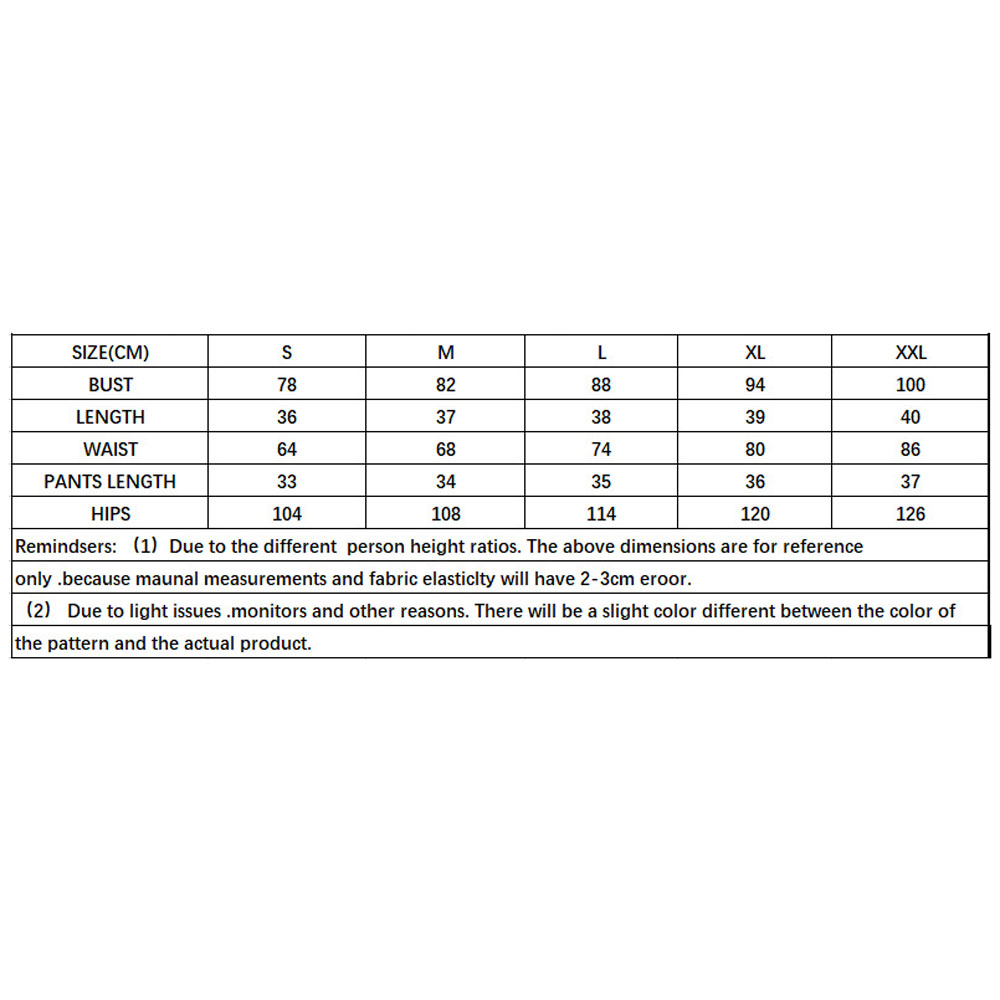 SIZE(CM) S M L XL XXL
BUST 78 82 88 94 100
LENGTH 36 37 38 39 40
WAIST 64 68 74 80 86
PANTS LENGTH 33 34 35 36 37
HIPS 104 108 114 120 126
Remindsers: (1) Due to the different person height ratios. The above dimensions are for reference
only .because maunal measurements and fabric elasticlty will have 2-3cm eroor.
(2) Due to light issues .monitors and other reasons. There will be a slight color different between the color of
the pattern and the actual product.